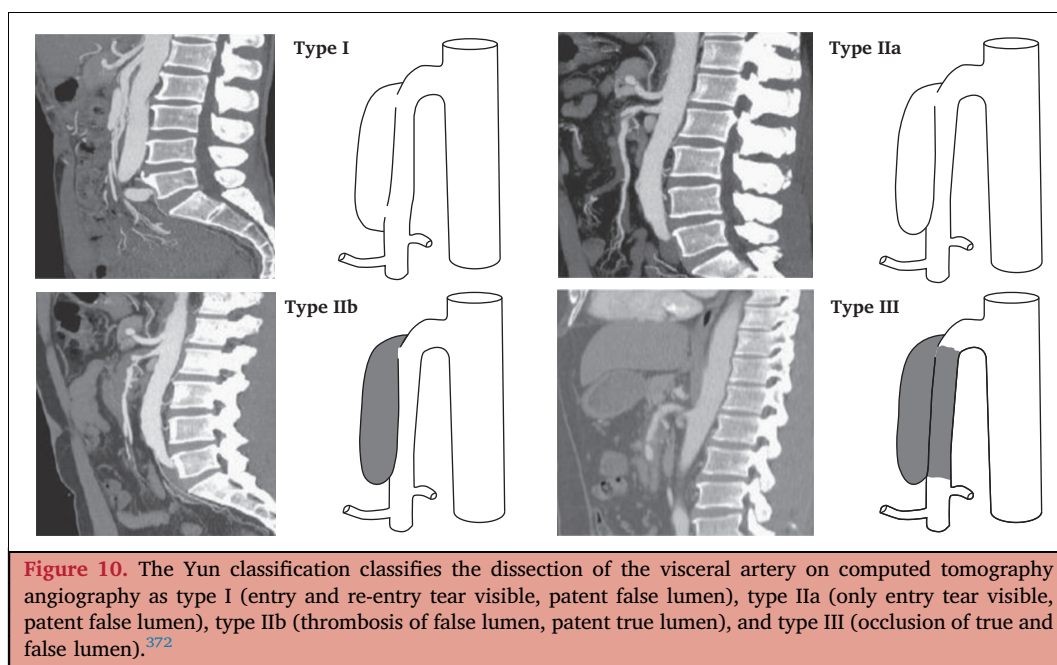 Type I
Type IIa
Type IIb
Type III
Figure 10. The Yun classification classifies the dissection of the visceral artery on computed tomography
angiography as type I (entry and re-entry tear visible, patent false lumen), type IIa (only entry tear visible,
patent false lumen), type IIb (thrombosis of false lumen, patent true lumen), and type III (occlusion of true and
false lumen).372